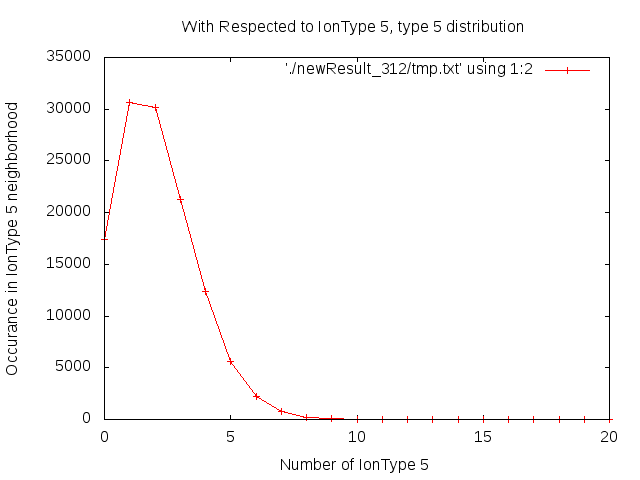 With Respected to IonType 5, type 5 distribution
'./newResult_312/tmp.txt' using 1:2
35000
30000
25000
20000
15000
10000
5000
0
Occurance in IonType 5 neighborhood
0 5 10 15 20
Number of IonType 5